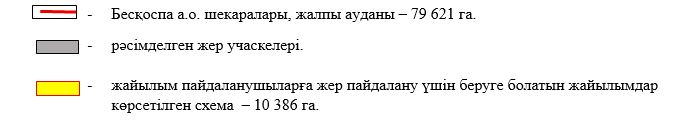 - Бесқоспа а.о. шекаралары, жалпы ауданы – 79 621 га.
- рәсімделген жер учаскелері.
- жайылым пайдаланушыларға жер пайдалану үшін беруге болатын жайылымдар
көрсетілген схема – 10 386 га.